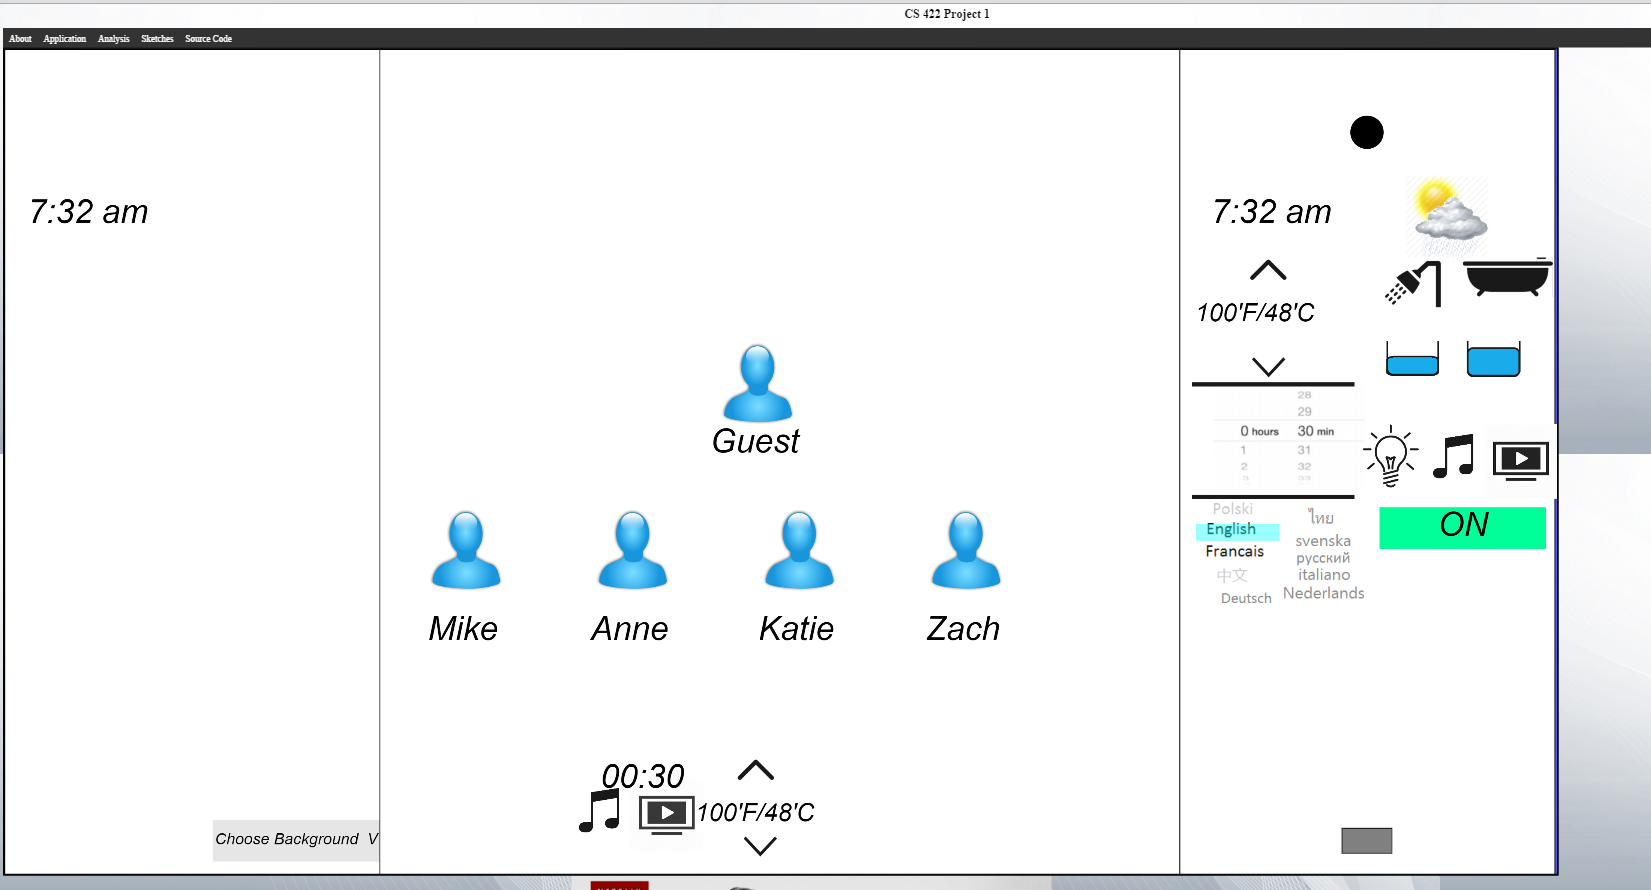 CS 422 Project 1
About Application Analysis Sketches Source Code
7:32 am
Choose Background V
Guest
Mike Anne Katie Zach
00:30
100'F/48'C
7:32 am
100'F/48'C
28
29
0 hours 30 min
1 31
2 32
3 33
Polski
English
Francais
中文
Deutsch
ไทย
svenska
русский
italiano
Nederlands
ON